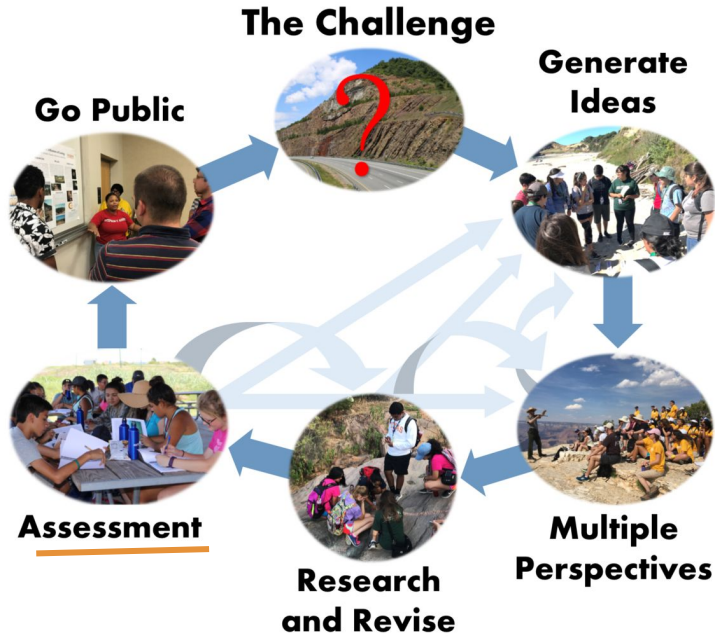 The Challenge
Generate
Ideas
Go Public
?
Assessment
Multiple
Perspectives
Research
and Revise